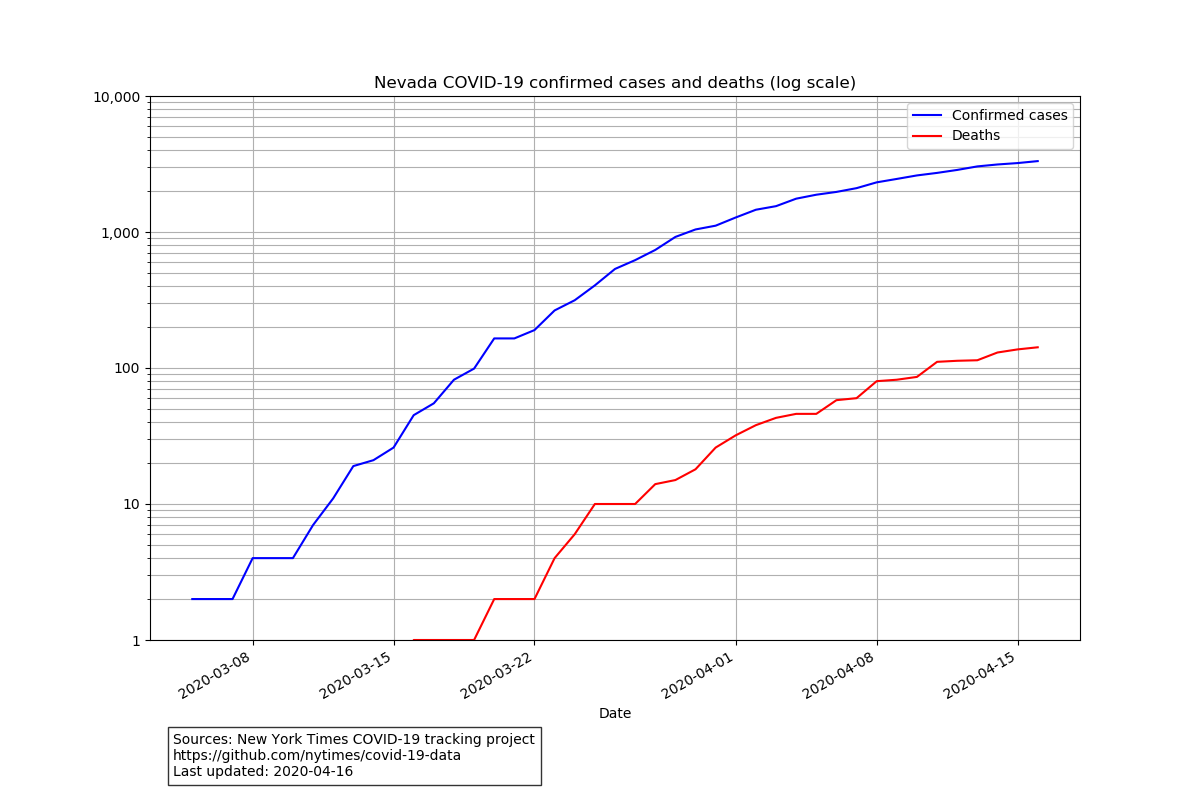 Nevada COVID-19 confirmed cases and deaths (log scale)
10,000
1,000
100
10
1
Confirmed cases
Deaths
2020-03-08
2020-03-15
2020-03-22
2020-04-01
2020-04-08
2020-04-15
Date
Sources: New York Times COVID-19 tracking project
https://github.com/nytimes/covid-19-data
Last updated: 2020-04-16